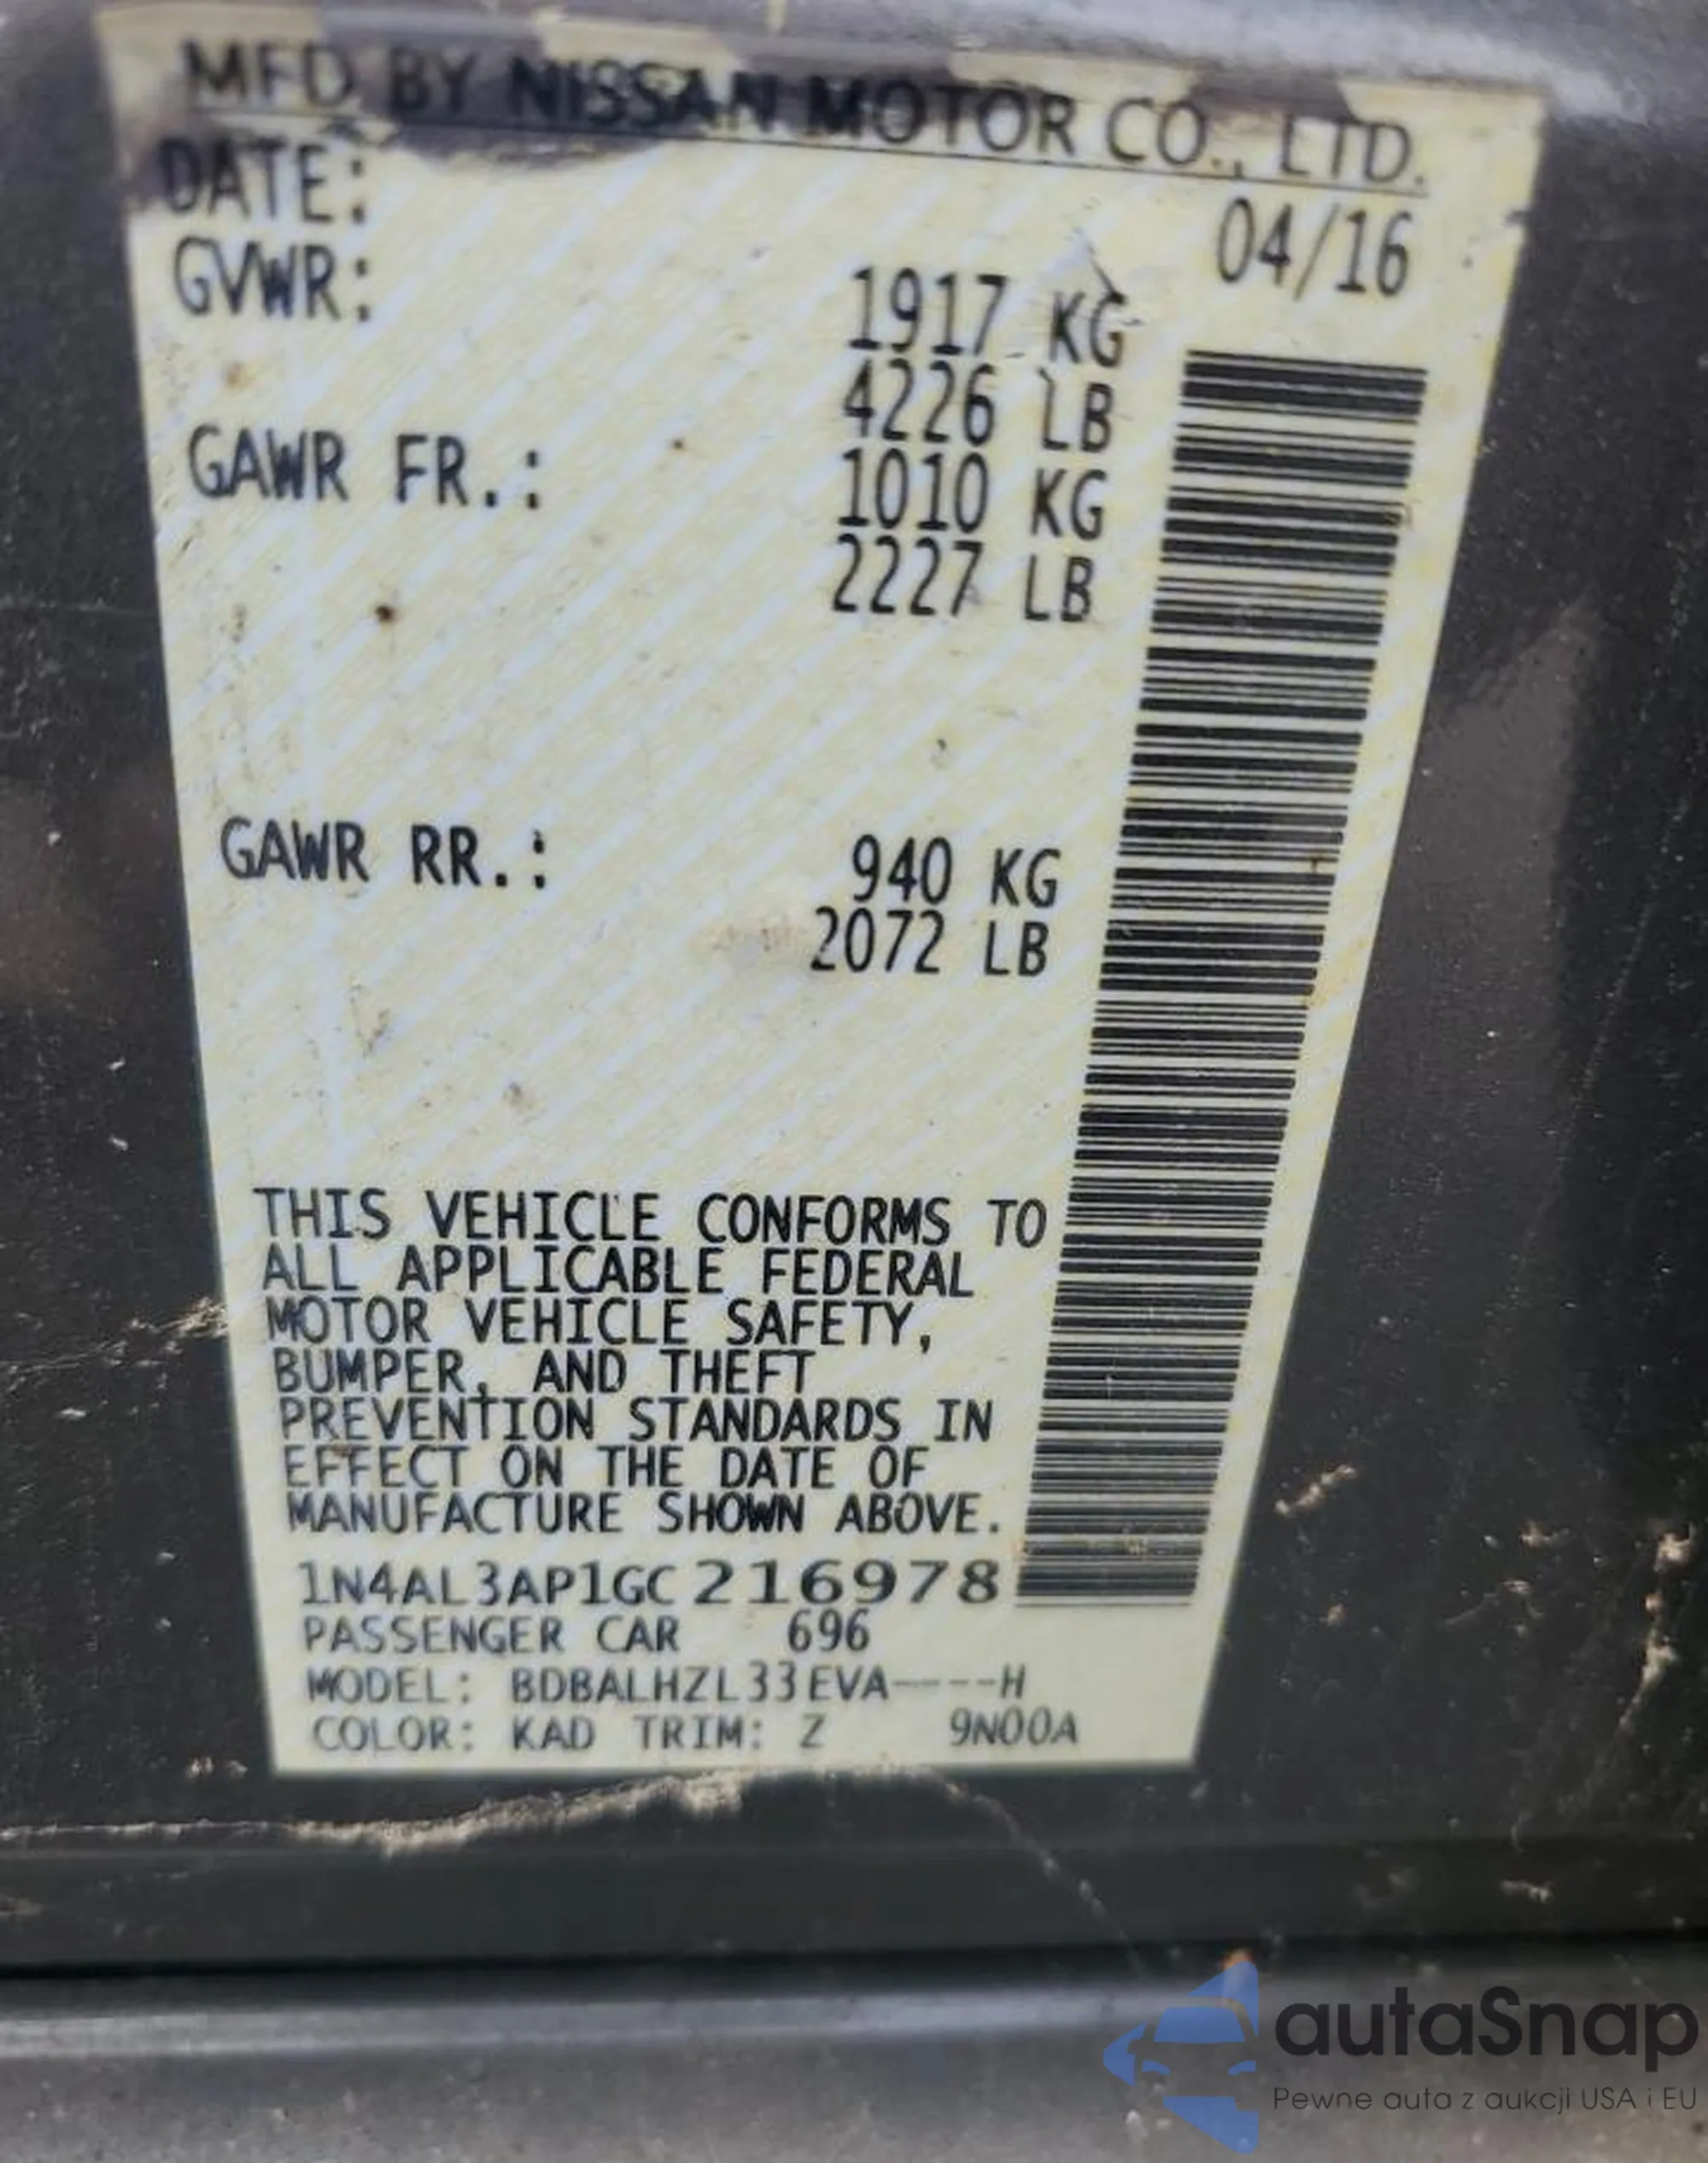 MFD BY NISSAN MOTOR CO., LTD.
DATE: 04/16
GVWR: 1917 KG
4226 LB
GAWR FR.: 1010 KG
2227 LB
GAWR RR.: 940 KG
2072 LB
THIS VEHICLE CONFORMS TO
ALL APPLICABLE FEDERAL
MOTOR VEHICLE SAFETY,
BUMPER, AND THEFT
PREVENTION STANDARDS IN
EFFECT ON THE DATE OF
MANUFACTURE SHOWN ABOVE.
1N4AL3AP1GC216978
PASSENGER CAR 696
MODEL: BDBALHZL33EVA----H
COLOR: KAD TRIM: Z 9N00A
autaSnap
Pewne auta z aukcji USA i EU